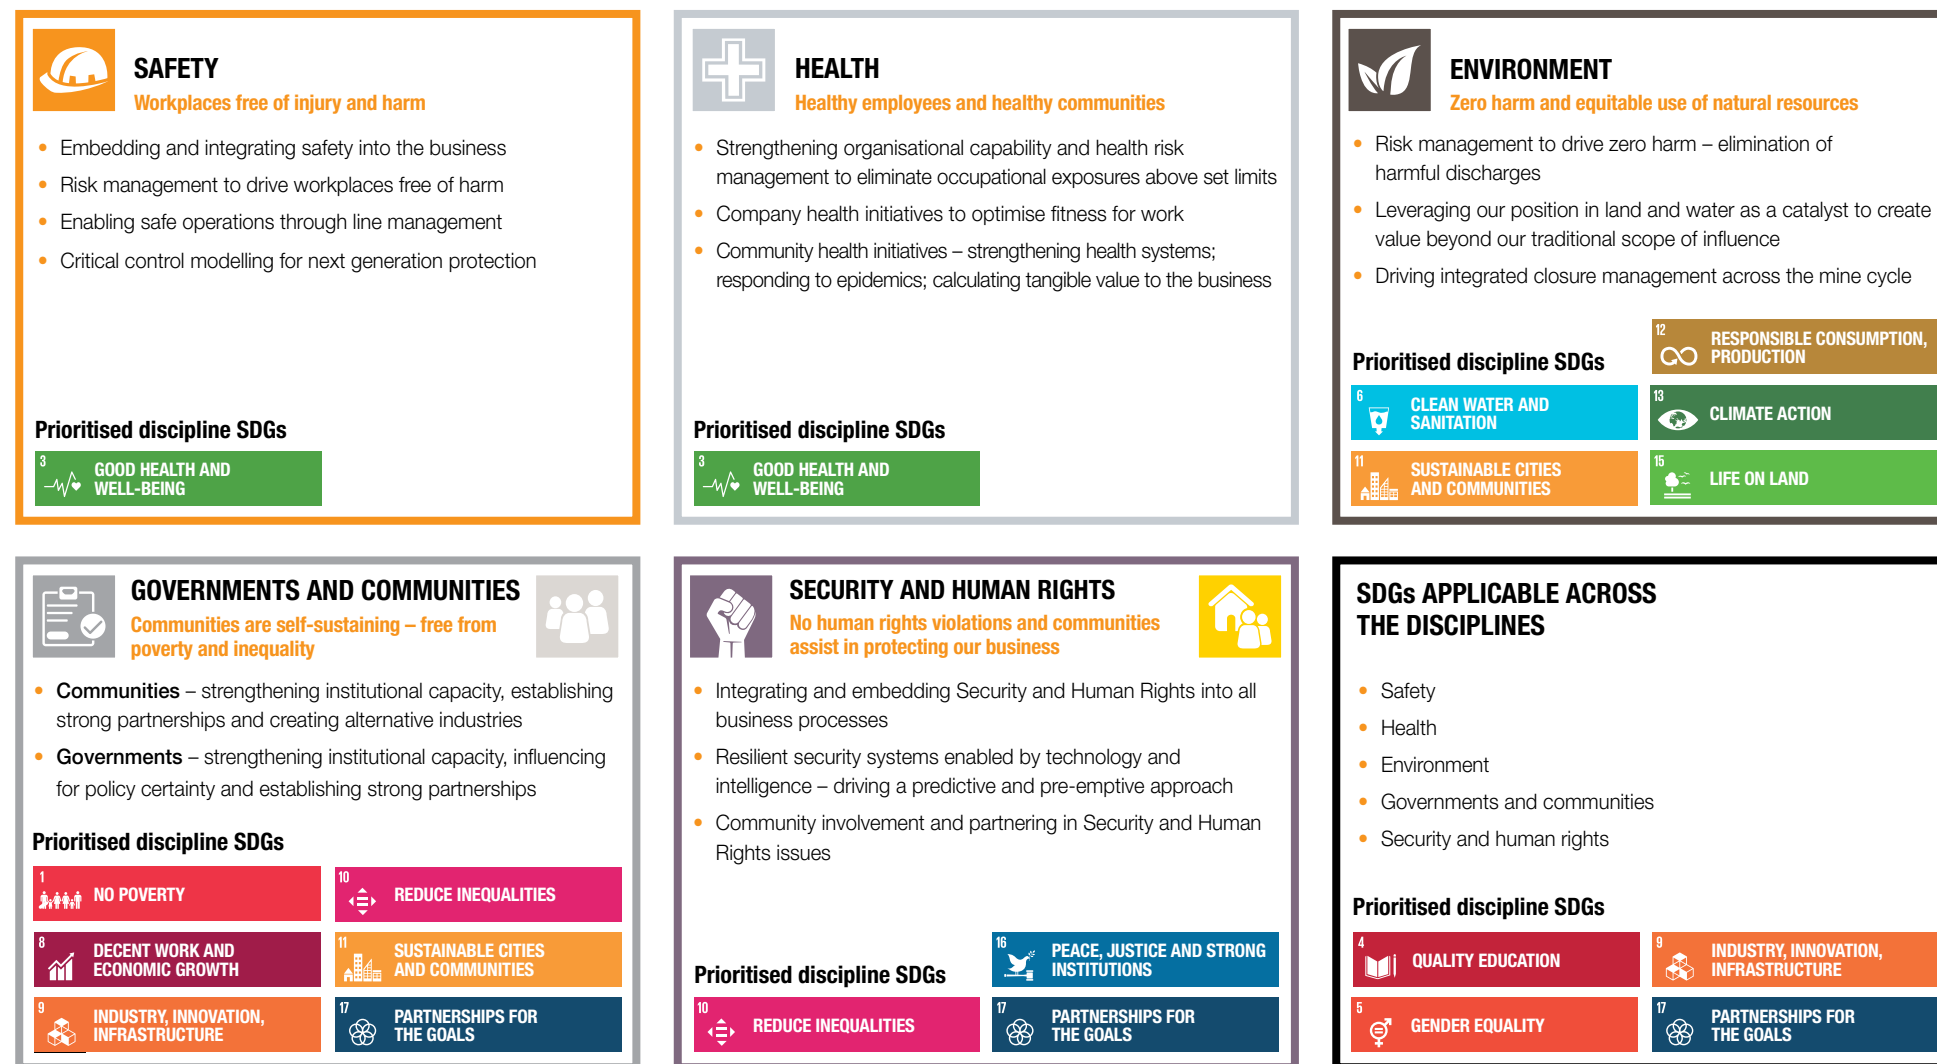 SAFETY
Workplaces free of injury and harm
• Embedding and integrating safety into the business
• Risk management to drive workplaces free of harm
• Enabling safe operations through line management
• Critical control modelling for next generation protection
Prioritised discipline SDGs
3
GOOD HEALTH AND
WELL-BEING
HEALTH
Healthy employees and healthy communities
• Strengthening organisational capability and health risk
management to eliminate occupational exposures above set limits
• Company health initiatives to optimise fitness for work
• Community health initiatives – strengthening health systems;
responding to epidemics; calculating tangible value to the business
Prioritised discipline SDGs
3
GOOD HEALTH AND
WELL-BEING
ENVIRONMENT
Zero harm and equitable use of natural resources
• Risk management to drive zero harm – elimination of
harmful discharges
• Leveraging our position in land and water as a catalyst to create
value beyond our traditional scope of influence
• Driving integrated closure management across the mine cycle
Prioritised discipline SDGs
12
RESPONSIBLE CONSUMPTION,
PRODUCTION
6
CLEAN WATER AND
SANITATION
13
CLIMATE ACTION
11
SUSTAINABLE CITIES
AND COMMUNITIES
15
LIFE ON LAND
GOVERNMENTS AND COMMUNITIES
Communities are self-sustaining – free from
poverty and inequality
• Communities – strengthening institutional capacity, establishing
strong partnerships and creating alternative industries
• Governments – strengthening institutional capacity, influencing
for policy certainty and establishing strong partnerships
Prioritised discipline SDGs
1
NO POVERTY
10
REDUCE INEQUALITIES
8
DECENT WORK AND
ECONOMIC GROWTH
11
SUSTAINABLE CITIES
AND COMMUNITIES
9
INDUSTRY, INNOVATION,
INFRASTRUCTURE
17
PARTNERSHIPS FOR
THE GOALS
SECURITY AND HUMAN RIGHTS
No human rights violations and communities
assist in protecting our business
• Integrating and embedding Security and Human Rights into all
business processes
• Resilient security systems enabled by technology and
intelligence – driving a predictive and pre-emptive approach
• Community involvement and partnering in Security and Human
Rights issues
Prioritised discipline SDGs
16
PEACE, JUSTICE AND STRONG
INSTITUTIONS
10
REDUCE INEQUALITIES
17
PARTNERSHIPS FOR
THE GOALS
SDGs APPLICABLE ACROSS
THE DISCIPLINES
• Safety
• Health
• Environment
• Governments and communities
• Security and human rights
Prioritised discipline SDGs
4
QUALITY EDUCATION
9
INDUSTRY, INNOVATION,
INFRASTRUCTURE
5
GENDER EQUALITY
17
PARTNERSHIPS FOR
THE GOALS